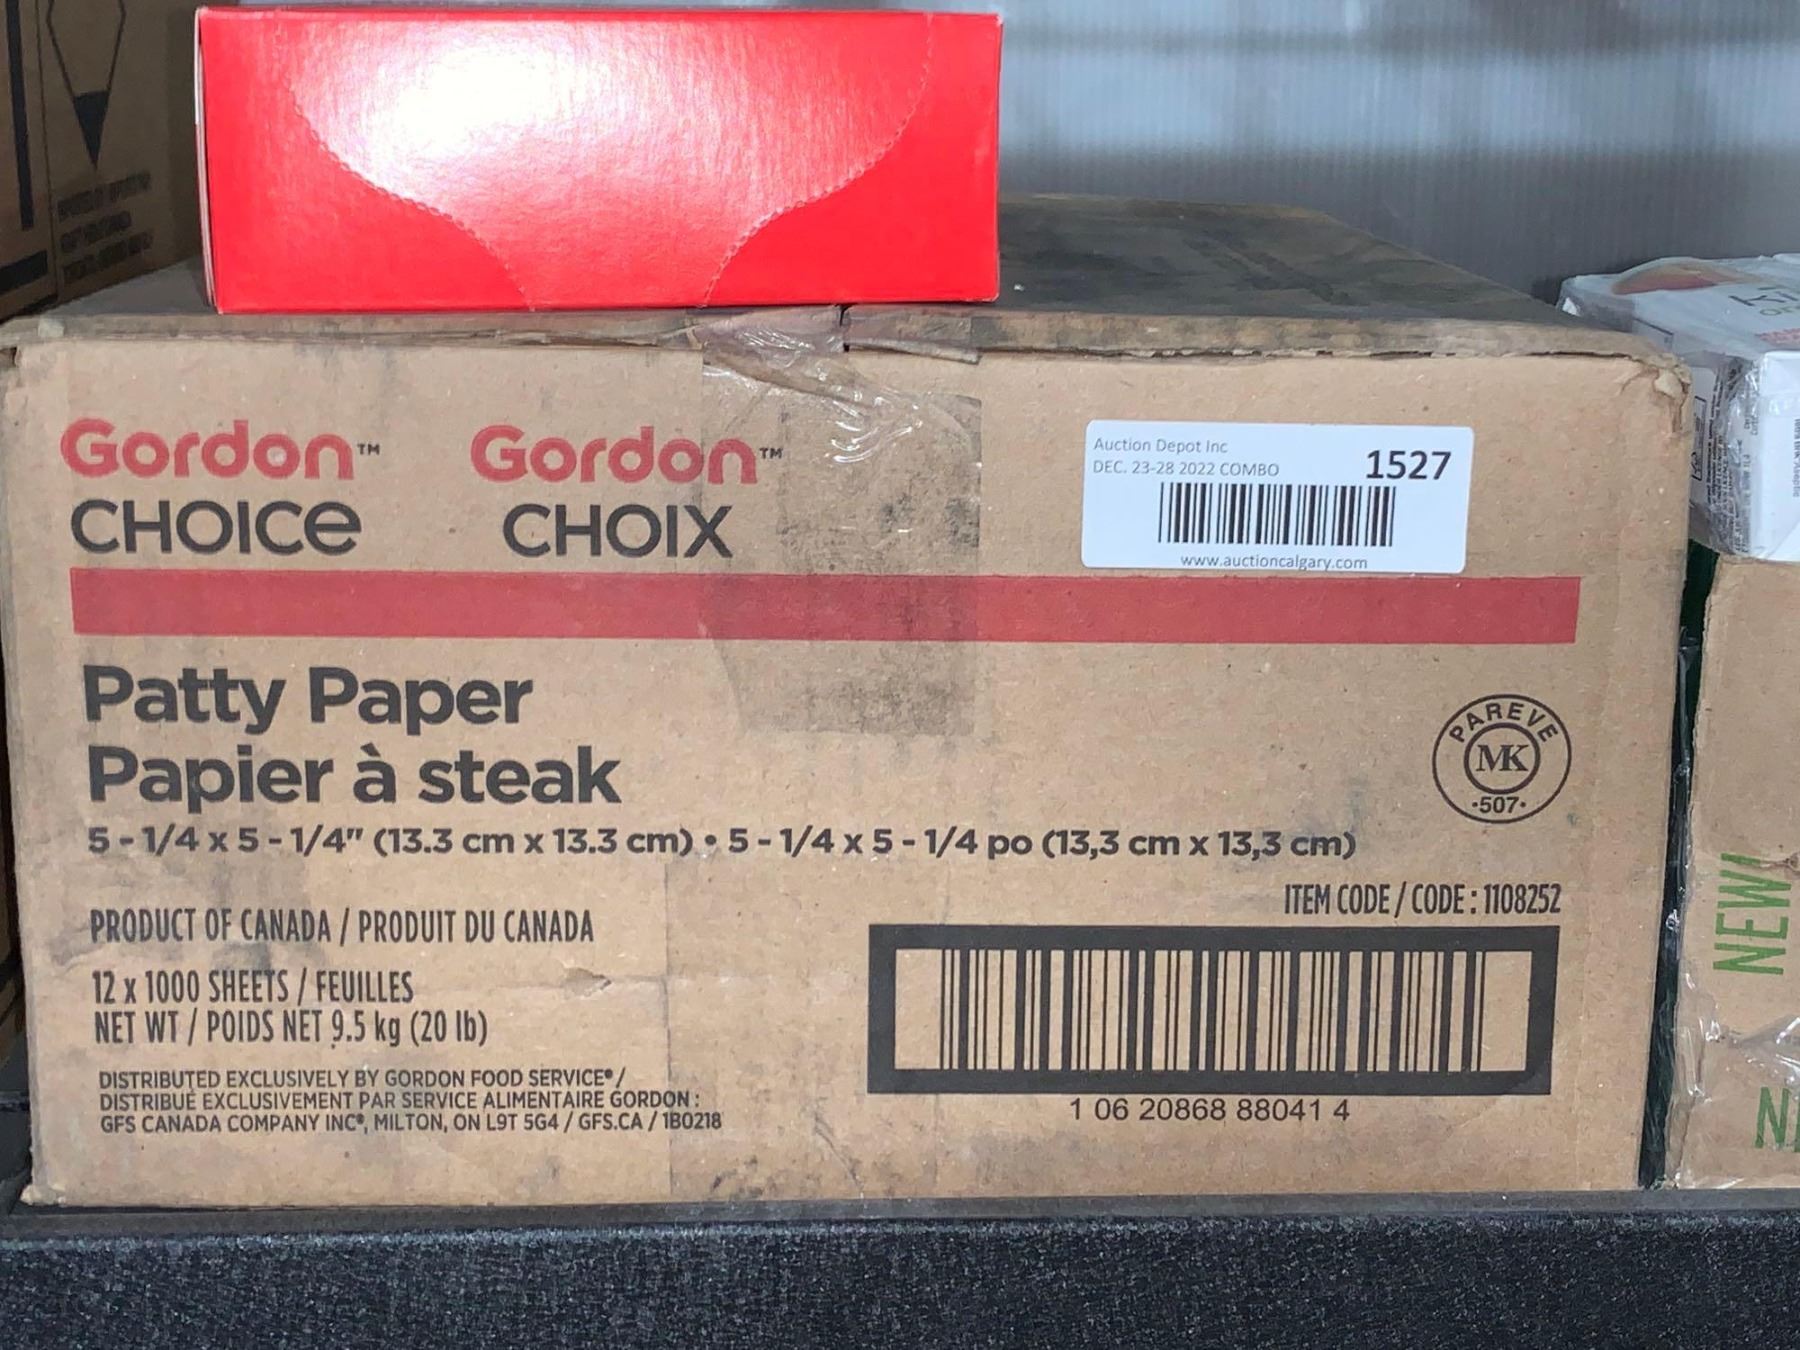 Gordon™
CHOICe
Gordon™
CHOIX
Auction Depot Inc
DEC. 23-28 2022 COMBO
1527
www.auctioncalgary.com
Patty Paper
Papier à steak
5 - 1/4 x 5 - 1/4" (13.3 cm x 13.3 cm) • 5 - 1/4 x 5 - 1/4 po (13,3 cm x 13,3 cm)
PAREVE
MK
•507•
ITEM CODE / CODE : 1108252
PRODUCT OF CANADA / PRODUIT DU CANADA
12 x 1000 SHEETS / FEUILLES
NET WT / POIDS NET 9.5 kg (20 lb)
DISTRIBUTED EXCLUSIVELY BY GORDON FOOD SERVICE® /
DISTRIBUÉ EXCLUSIVEMENT PAR SERVICE ALIMENTAIRE GORDON :
GFS CANADA COMPANY INC®, MILTON, ON L9T 5G4 / GFS.CA / 1B0218
1 06 20868 88041 4
NEW!